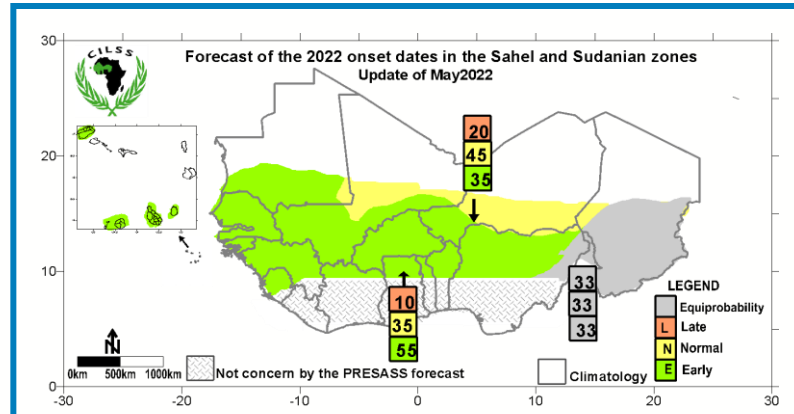 CILSS
Forecast of the 2022 onset dates in the Sahel and Sudanian zones
Update of May2022
30
20
10
0
20
45
35
10
35
55
33
33
33
LEGEND
Equiprobability
L Late
N Normal
E Early
N
0km 500km 1000km
Not concern by the PRESASS forecast
Climatology
-30 -20 -10 0 10 20 30